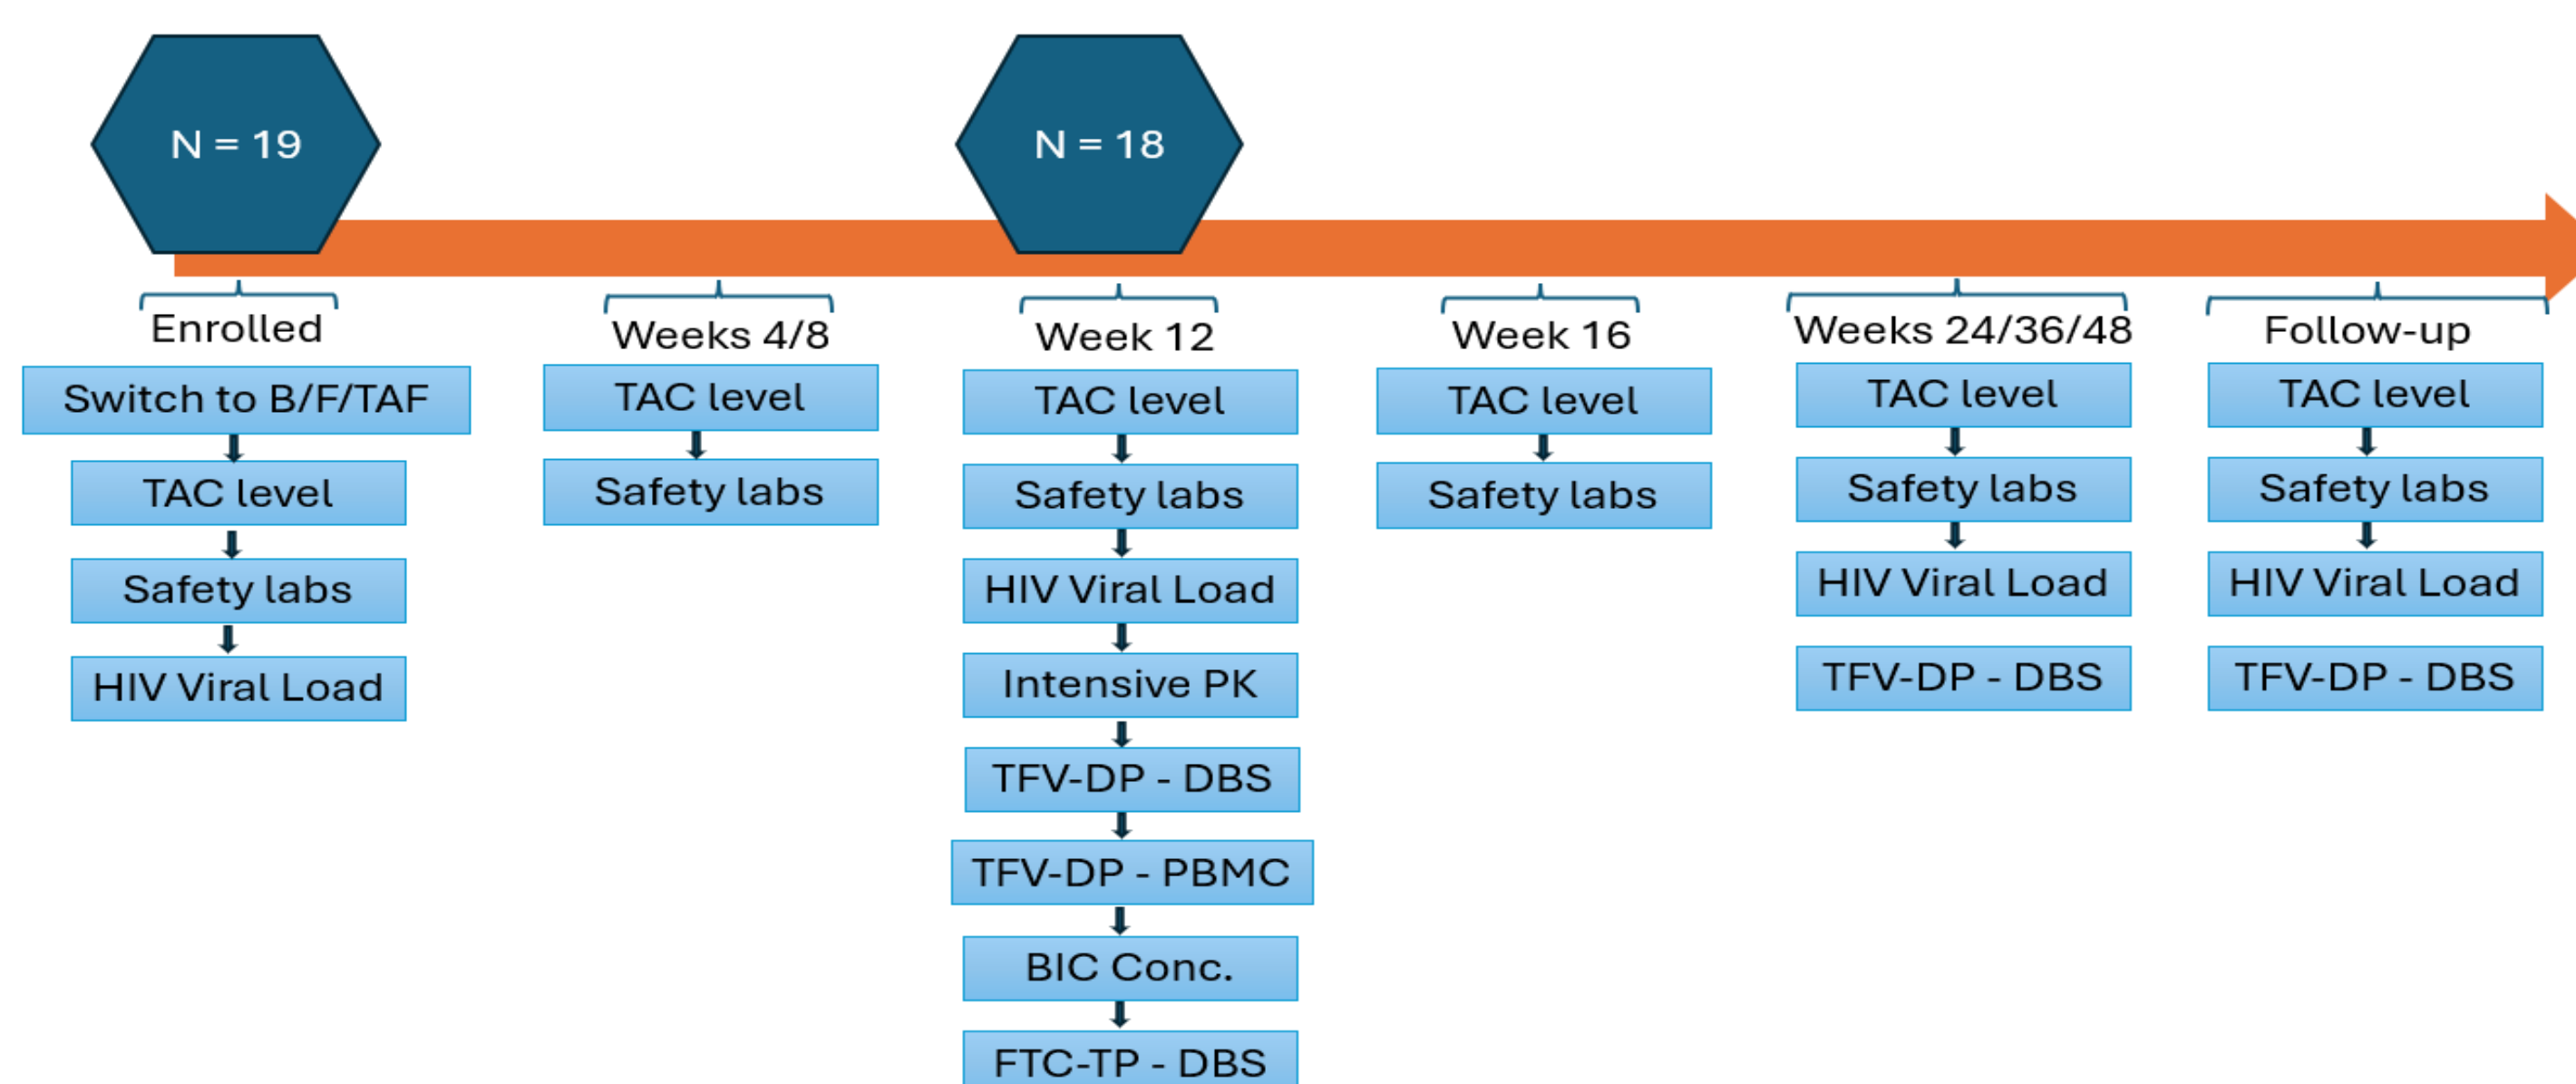 N = 19
N = 18
Enrolled
Switch to B/F/TAF
TAC level
Safety labs
HIV Viral Load
Weeks 4/8
TAC level
Safety labs
Week 12
TAC level
Safety labs
HIV Viral Load
Intensive PK
TFV-DP - DBS
TFV-DP - PBMC
BIC Conc.
FTC-TP - DBS
Week 16
TAC level
Safety labs
Weeks 24/36/48
TAC level
Safety labs
HIV Viral Load
TFV-DP - DBS
Follow-up
TAC level
Safety labs
HIV Viral Load
TFV-DP - DBS